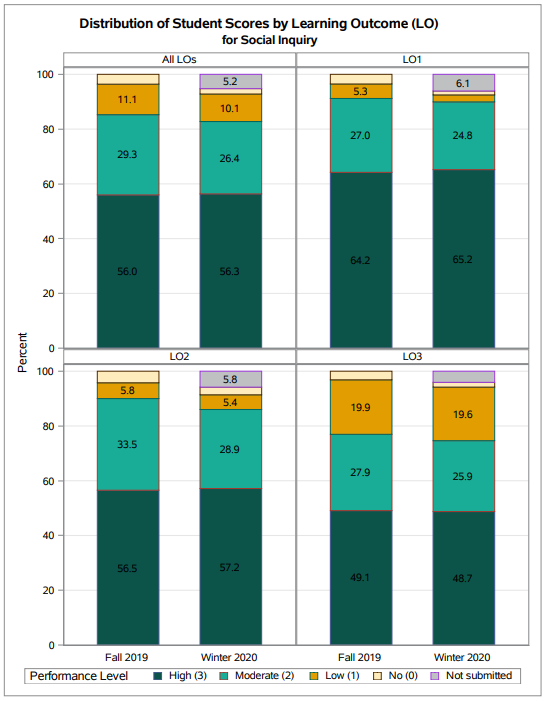 Distribution of Student Scores by Learning Outcome (LO)
for Social Inquiry
All LOs
LO1
100
80
60
40
20
0
11.1
29.3
56.0
5.2
10.1
26.4
56.3
5.3
27.0
64.2
6.1
24.8
65.2
Percent
LO2
LO3
100
80
60
40
20
0
5.8
33.5
56.5
5.8
5.4
28.9
57.2
19.9
27.9
49.1
19.6
25.9
48.7
Fall 2019
Winter 2020
Fall 2019
Winter 2020
Performance Level
High (3)
Moderate (2)
Low (1)
No (0)
Not submitted